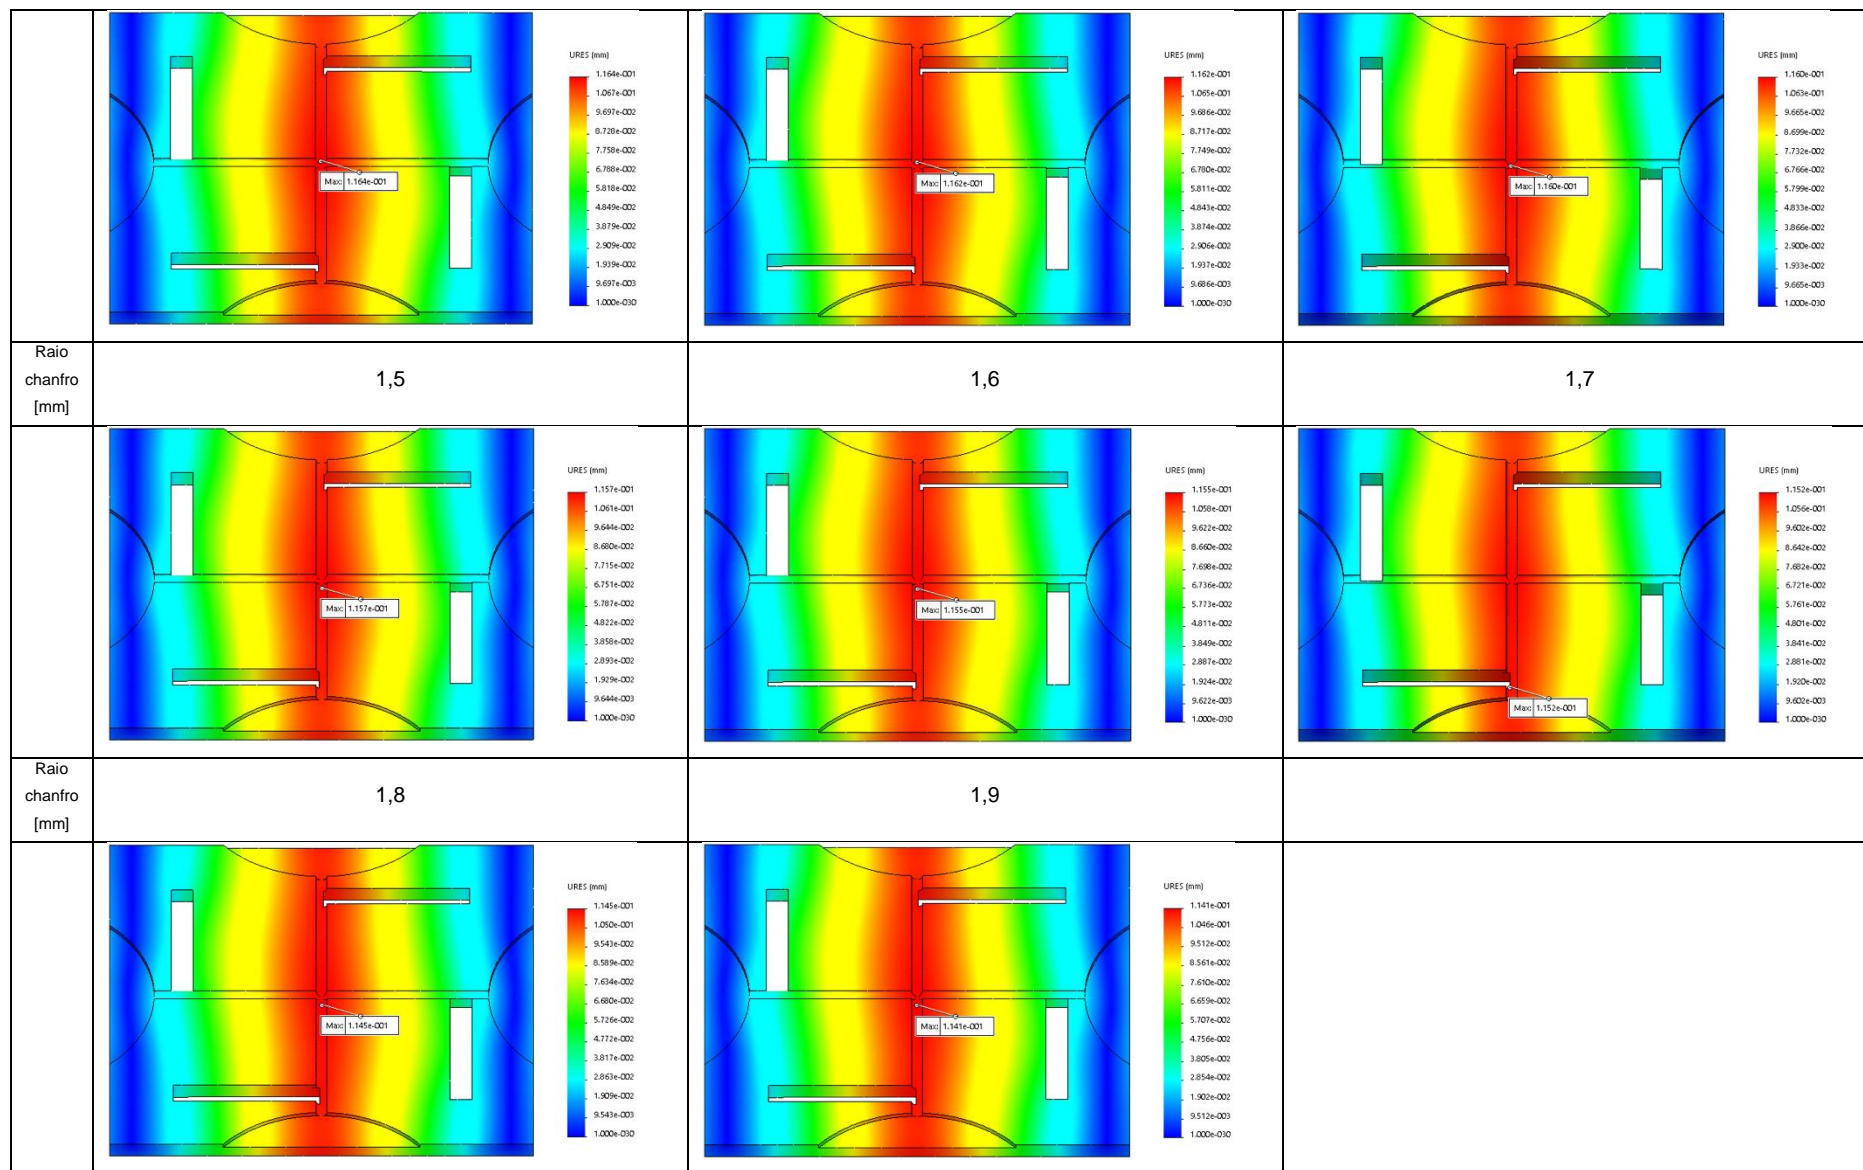 URES (mm)
1.164e-001
1.067e-001
9.697e-002
8.728e-002
7.758e-002
6.788e-002
5.818e-002
4.849e-002
3.879e-002
2.909e-002
1.939e-002
9.697e-003
1.000e-030
Max: 1.164e-001
URES (mm)
1.162e-001
1.065e-001
9.686e-002
8.717e-002
7.749e-002
6.780e-002
5.811e-002
4.843e-002
3.874e-002
2.906e-002
1.937e-002
9.686e-003
1.000e-030
Max: 1.162e-001
URES (mm)
1.160e-001
1.063e-001
9.665e-002
8.699e-002
7.732e-002
6.766e-002
5.799e-002
4.833e-002
3.866e-002
2.900e-002
1.933e-002
9.665e-003
1.000e-030
Max: 1.160e-001
Raio
chanfro
[mm]
1,5
1,6
1,7
URES (mm)
1.157e-001
1.061e-001
9.644e-002
8.680e-002
7.715e-002
6.751e-002
5.787e-002
4.822e-002
3.858e-002
2.893e-002
1.929e-002
9.644e-003
1.000e-030
Max: 1.157e-001
URES (mm)
1.155e-001
1.058e-001
9.622e-002
8.660e-002
7.698e-002
6.736e-002
5.773e-002
4.811e-002
3.849e-002
2.887e-002
1.924e-002
9.622e-003
1.000e-030
Max: 1.155e-001
URES (mm)
1.152e-001
1.056e-001
9.602e-002
8.642e-002
7.682e-002
6.721e-002
5.761e-002
4.801e-002
3.841e-002
2.881e-002
1.920e-002
9.602e-003
1.000e-030
Max: 1.152e-001
Raio
chanfro
[mm]
1,8
1,9
URES (mm)
1.145e-001
1.050e-001
9.543e-002
8.589e-002
7.634e-002
6.680e-002
5.726e-002
4.772e-002
3.817e-002
2.863e-002
1.909e-002
9.543e-003
1.000e-030
Max: 1.145e-001
URES (mm)
1.141e-001
1.046e-001
9.512e-002
8.561e-002
7.610e-002
6.659e-002
5.707e-002
4.756e-002
3.805e-002
2.854e-002
1.902e-002
9.512e-003
1.000e-030
Max: 1.141e-001